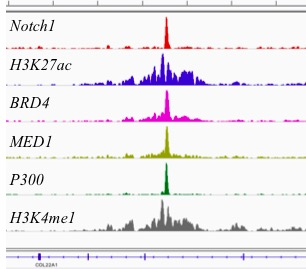 Notch1
H3K27ac
BRD4
MED1
P300
H3K4me1
COL22A1